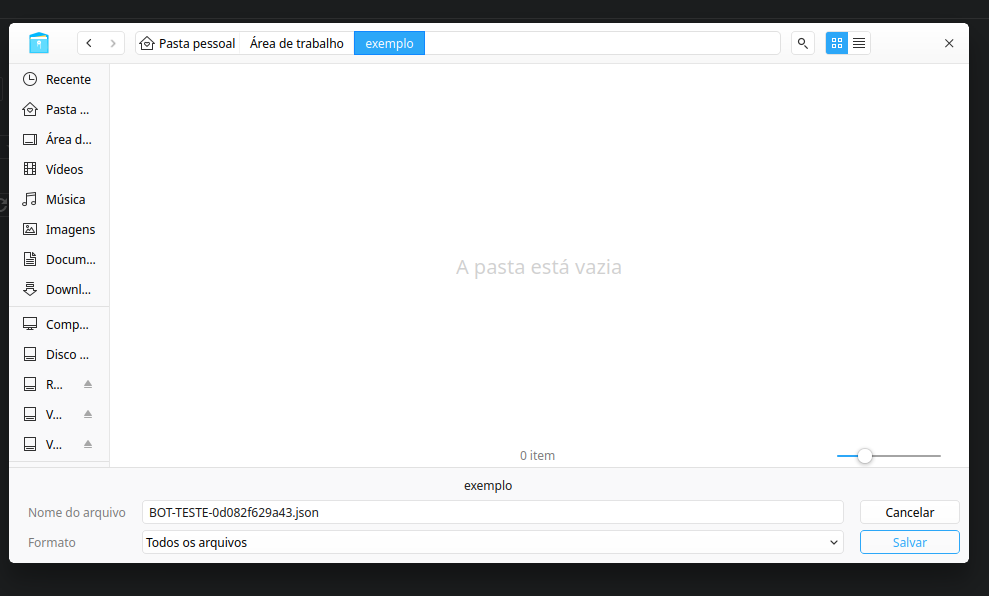 Pasta pessoal Área de trabalho exemplo
Recente
Pasta ...
Área d...
Vídeos
Música
Imagens
Docum...
Downl...
Comp...
Disco ...
R...
V...
V...
A pasta está vazia
0 item
exemplo
Nome do arquivo BOT-TESTE-0d082f629a43.json Cancelar
Formato Todos os arquivos Salvar